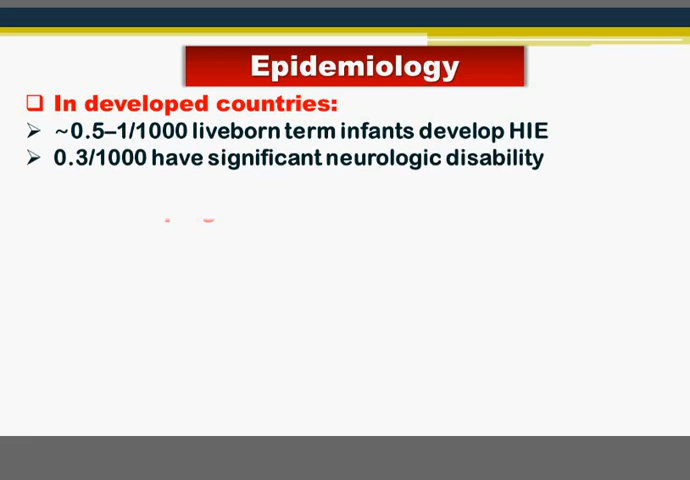 Epidemiology
In developed countries:
~0.5–1/1000 liveborn term infants develop HIE
0.3/1000 have significant neurologic disability